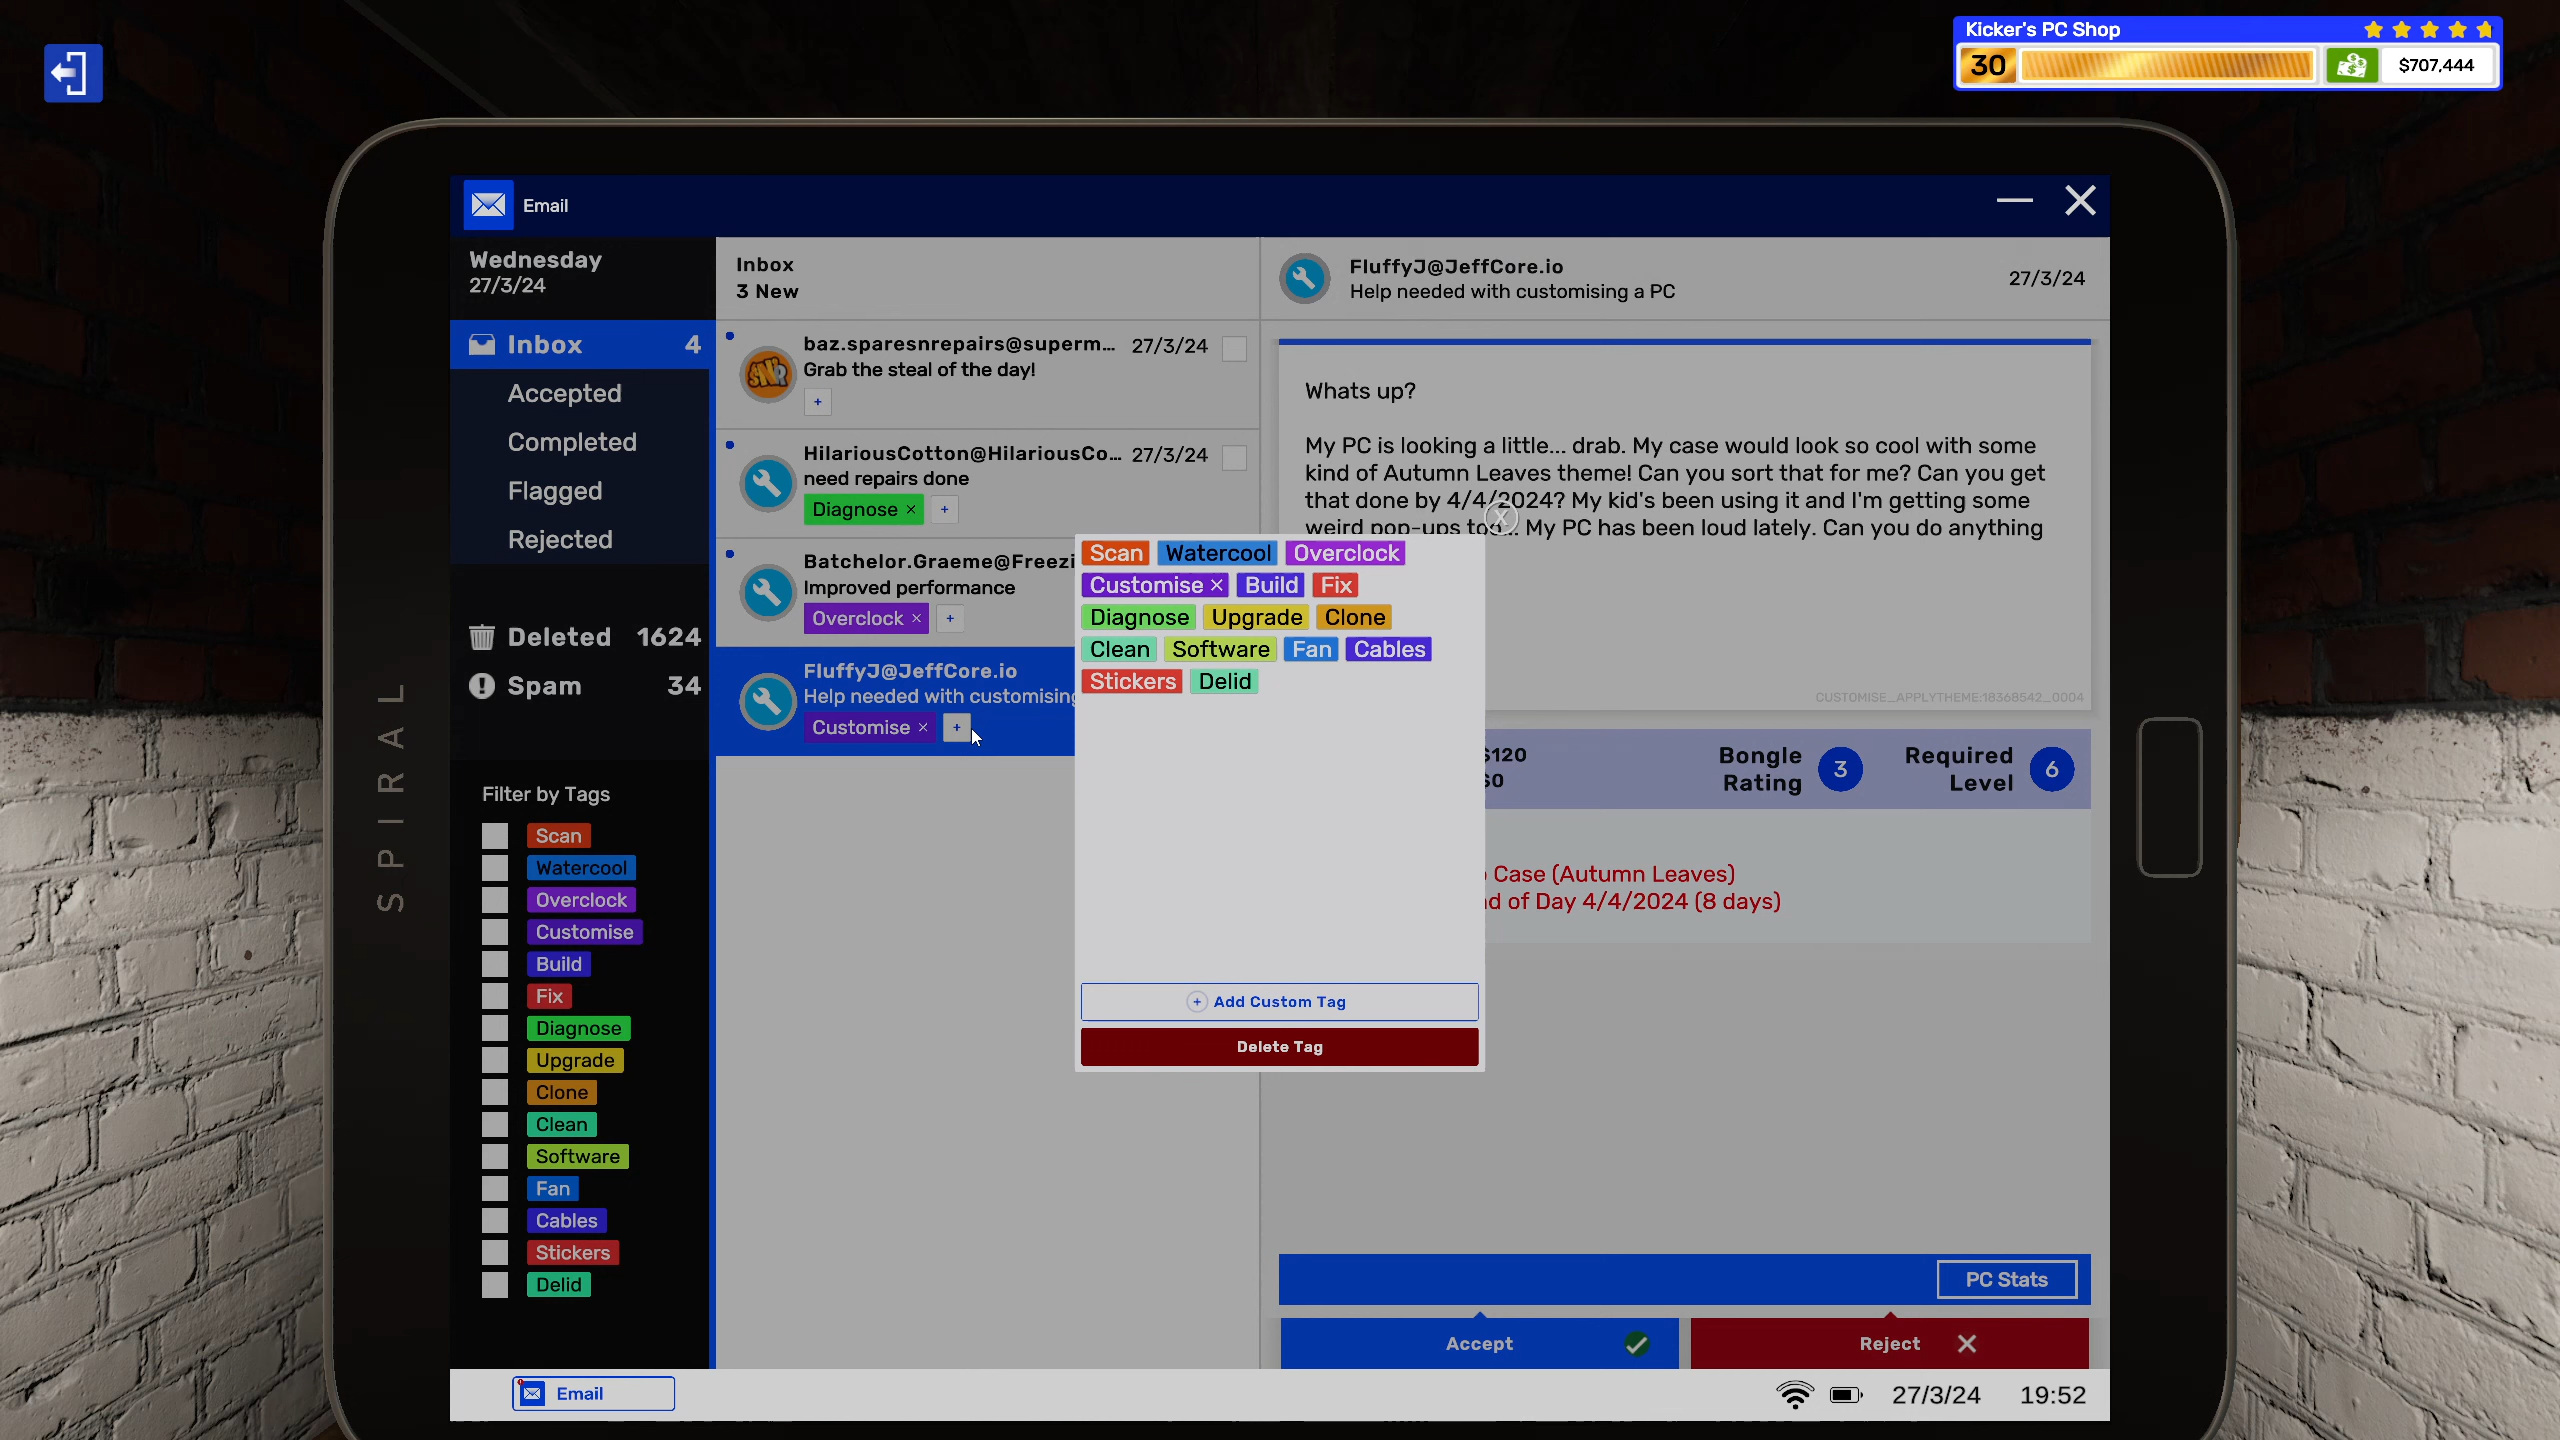 Kicker's PC Shop
30
$707,444
Email
Wednesday
27/3/24
Inbox 4
Accepted
Completed
Flagged
Rejected
Deleted 1624
Spam 34
Filter by Tags
Scan
Watercool
Overclock
Customise
Build
Fix
Diagnose
Upgrade
Clone
Clean
Software
Fan
Cables
Stickers
Delid
Inbox
3 New
baz.sparesnrepairs@superm... 27/3/24
Grab the steal of the day!
SNR
+
HilariousCotton@HilariousCo... 27/3/24
need repairs done
Diagnose × +
Batchelor.Graeme@Freezi
Improved performance
Overclock × +
FluffyJ@JeffCore.io
Help needed with customising
Customise × +
FluffyJ@JeffCore.io
Help needed with customising a PC
27/3/24
Whats up?
My PC is looking a little... drab. My case would look so cool with some
kind of Autumn Leaves theme! Can you sort that for me? Can you get
that done by 4/4/2024? My kid's been using it and I'm getting some
weird pop-ups too... My PC has been loud lately. Can you do anything
X
Scan Watercool Overclock
Customise × Build Fix
Diagnose Upgrade Clone
Clean Software Fan Cables
Stickers Delid
+ Add Custom Tag
Delete Tag
CUSTOMISE_APPLYTHEME:18368542_0004
$120
$0
Bongle
Rating 3
Required
Level 6
Case (Autumn Leaves)
of Day 4/4/2024 (8 days)
PC Stats
Accept
Reject
Email
27/3/24 19:52
SPIRAL